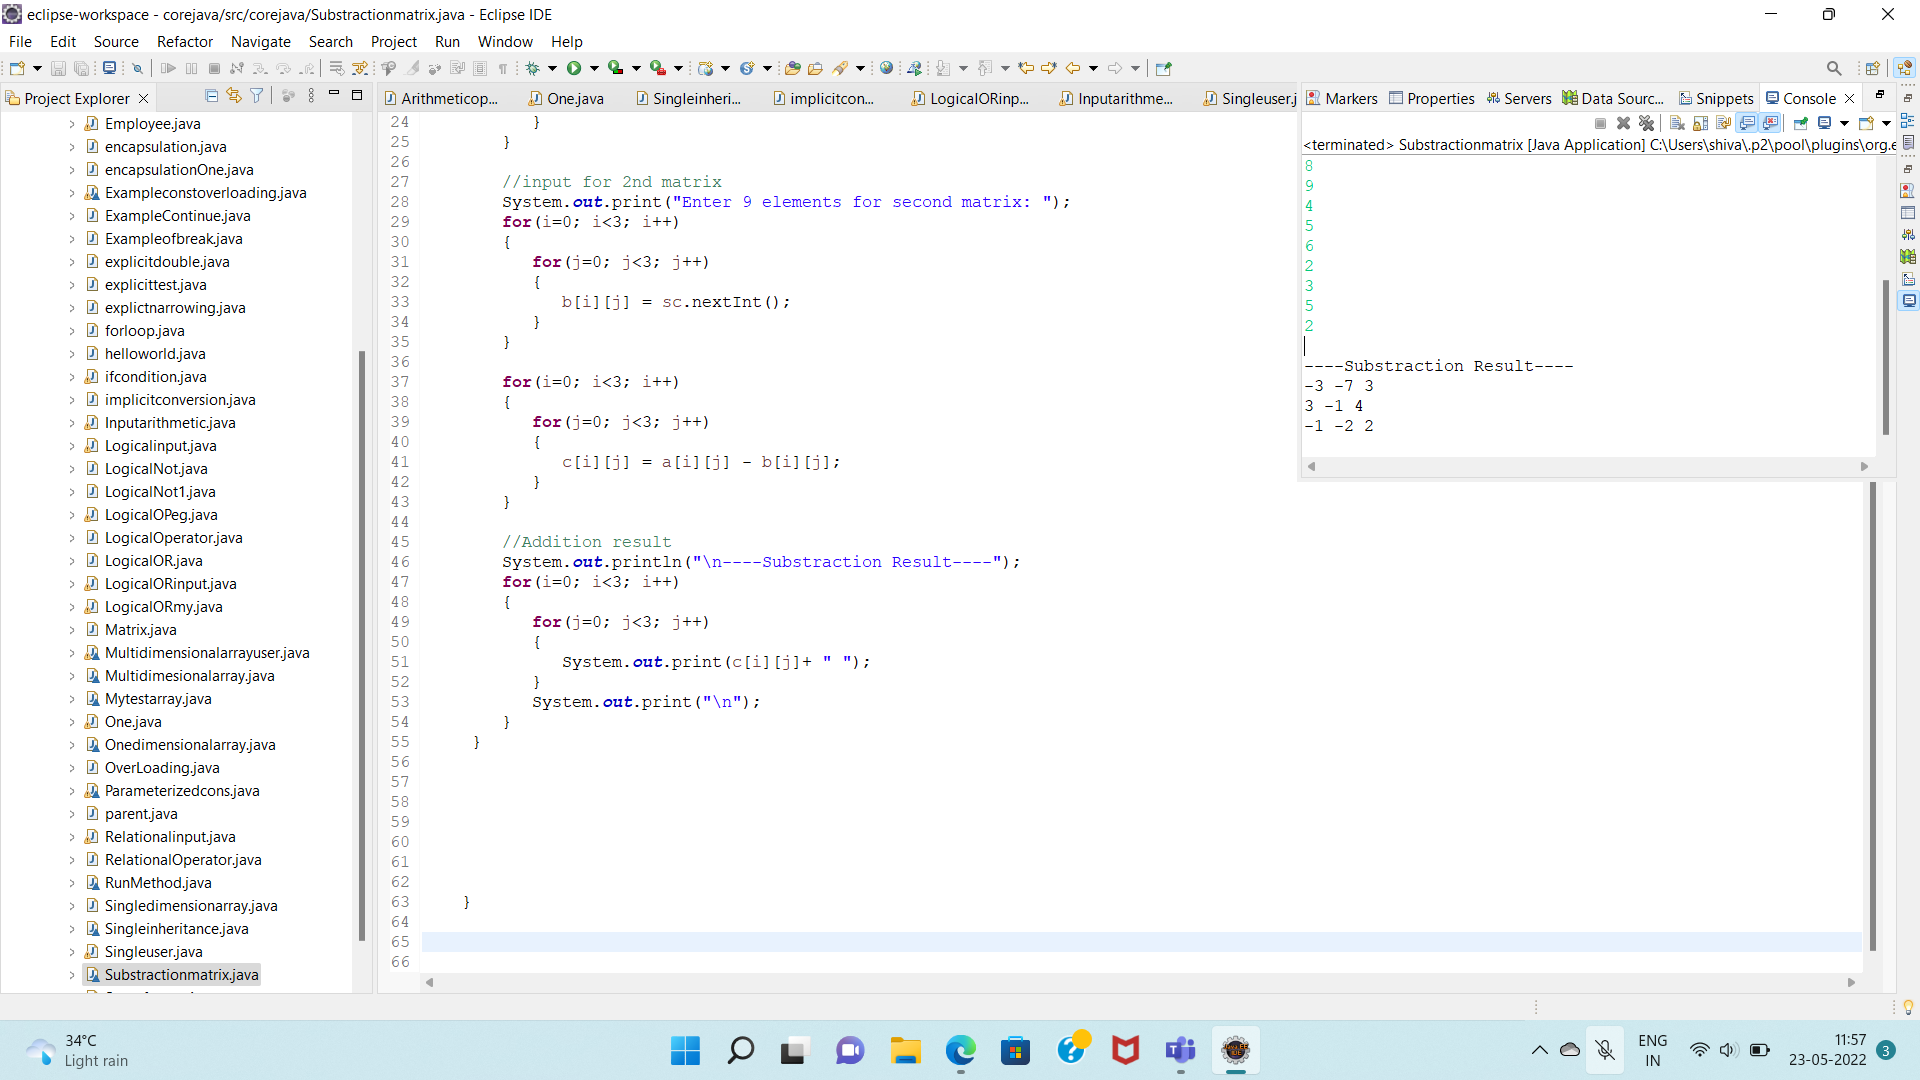 eclipse-workspace - corejava/src/corejava/Substractionmatrix.java - Eclipse IDE
File Edit Source Refactor Navigate Search Project Run Window Help
Project Explorer
Employee.java
encapsulation.java
encapsulationOne.java
Exampleconstoverloading.java
ExampleContinue.java
Exampleofbreak.java
explicitdouble.java
explicittest.java
explictnarrowing.java
forloop.java
helloworld.java
ifcondition.java
implicitconversion.java
Inputarithmetic.java
Logicalinput.java
LogicalNot.java
LogicalNot1.java
LogicalOPeg.java
LogicalOperator.java
LogicalOR.java
LogicalORinput.java
LogicalORmy.java
Matrix.java
Multidimensionalarrayuser.java
Multidimesionalarray.java
Mytestarray.java
One.java
Onedimensionalarray.java
OverLoading.java
Parameterizedcons.java
parent.java
Relationalinput.java
RelationalOperator.java
RunMethod.java
Singledimensionarray.java
Singleinheritance.java
Singleuser.java
Substractionmatrix.java
Arithmeticop... One.java Singleinheri... implicitcon... LogicalORinp... Inputarithme... Singleuser.j
24 }
25 }
26
27 //input for 2nd matrix
28 System.out.print("Enter 9 elements for second matrix: ");
29 for(i=0; i<3; i++)
30 {
31 for(j=0; j<3; j++)
32 {
33 b[i][j] = sc.nextInt();
34 }
35 }
36
37 for(i=0; i<3; i++)
38 {
39 for(j=0; j<3; j++)
40 {
41 c[i][j] = a[i][j] - b[i][j];
42 }
43 }
44
45 //Addition result
46 System.out.println("\n----Substraction Result----");
47 for(i=0; i<3; i++)
48 {
49 for(j=0; j<3; j++)
50 {
51 System.out.print(c[i][j]+ " ");
52 }
53 System.out.print("\n");
54 }
55 }
56
57
58
59
60
61
62
63 }
64
65
66
Markers Properties Servers Data Sourc... Snippets Console
<terminated> Substractionmatrix [Java Application] C:\Users\shiva\.p2\pool\plugins\org.e
8
9
4
5
6
2
3
5
2
----Substraction Result----
-3 -7 3
3 -1 4
-1 -2 2
34°C
Light rain
ENG
IN
11:57
23-05-2022
3